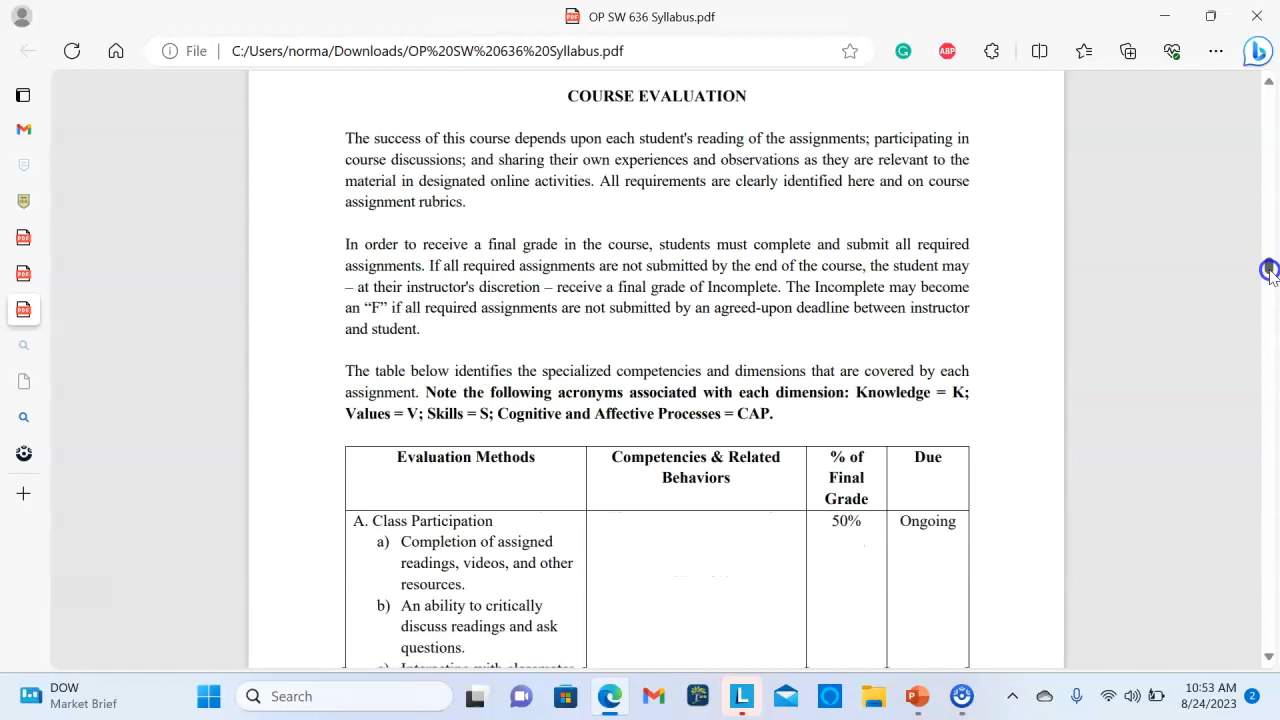 OP SW 636 Syllabus.pdf
File
C:/Users/norma/Downloads/OP%20SW%20636%20Syllabus.pdf
ABP
COURSE EVALUATION
The success of this course depends upon each student's reading of the assignments; participating in
course discussions; and sharing their own experiences and observations as they are relevant to the
material in designated online activities. All requirements are clearly identified here and on course
assignment rubrics.
In order to receive a final grade in the course, students must complete and submit all required
assignments. If all required assignments are not submitted by the end of the course, the student may
– at their instructor's discretion – receive a final grade of Incomplete. The Incomplete may become
an “F” if all required assignments are not submitted by an agreed-upon deadline between instructor
and student.
The table below identifies the specialized competencies and dimensions that are covered by each
assignment. Note the following acronyms associated with each dimension: Knowledge = K;
Values = V; Skills = S; Cognitive and Affective Processes = CAP.
Evaluation Methods
Competencies & Related
Behaviors
% of
Final
Grade
Due
A. Class Participation
a) Completion of assigned
readings, videos, and other
resources.
b) An ability to critically
discuss readings and ask
questions.
50%
Ongoing
DOW
Market Brief
Search
L
10:53 AM
8/24/2023
2